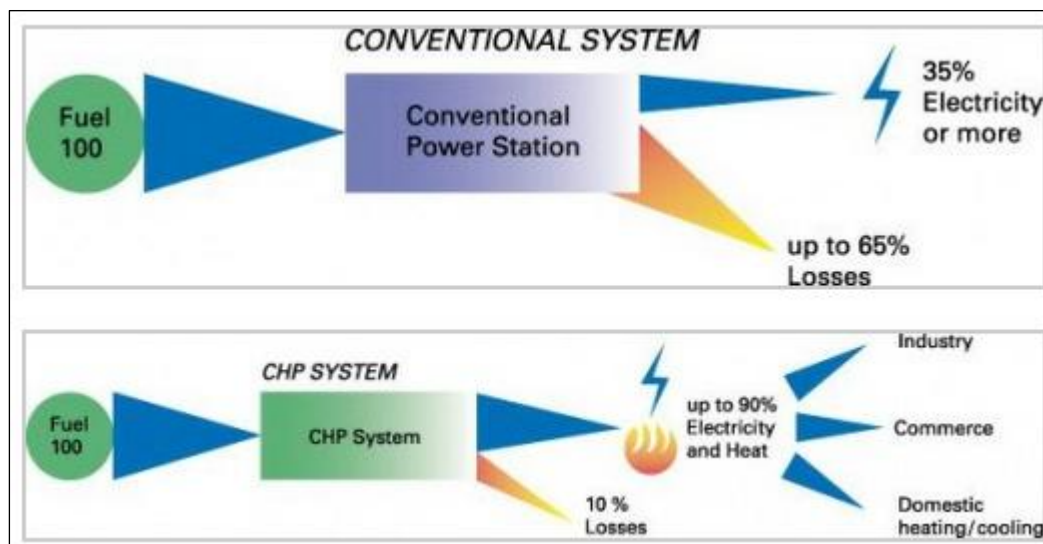 CONVENTIONAL SYSTEM
Fuel
100
Conventional
Power Station
35%
Electricity
or more
up to 65%
Losses
CHP SYSTEM
Fuel
100
CHP System
up to 90%
Electricity
and Heat
10 %
Losses
Industry
Commerce
Domestic
heating/cooling